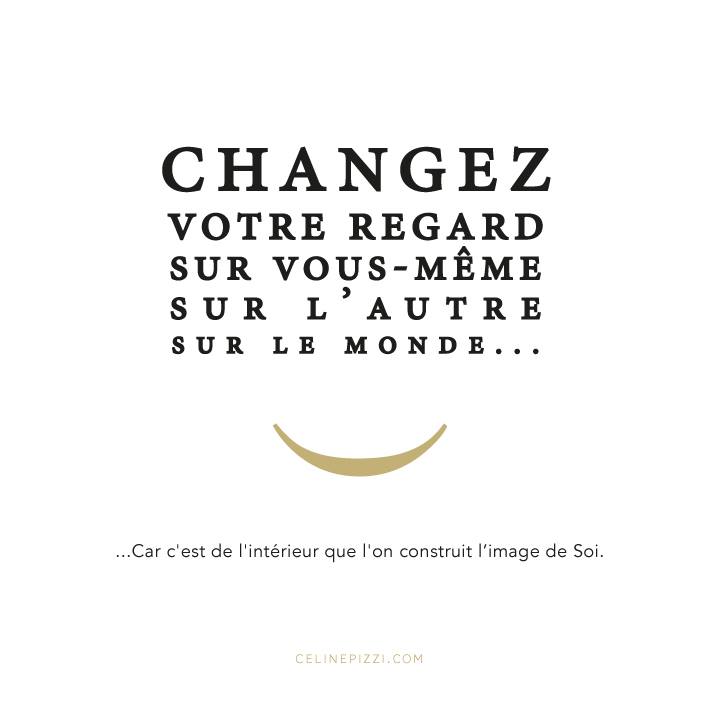 CHANGEZ
VOTRE REGARD
SUR VOUS-MÊME
SUR L’AUTRE
SUR LE MONDE...
...Car c'est de l'intérieur que l'on construit l’image de Soi.
CELINEPIZZI.COM